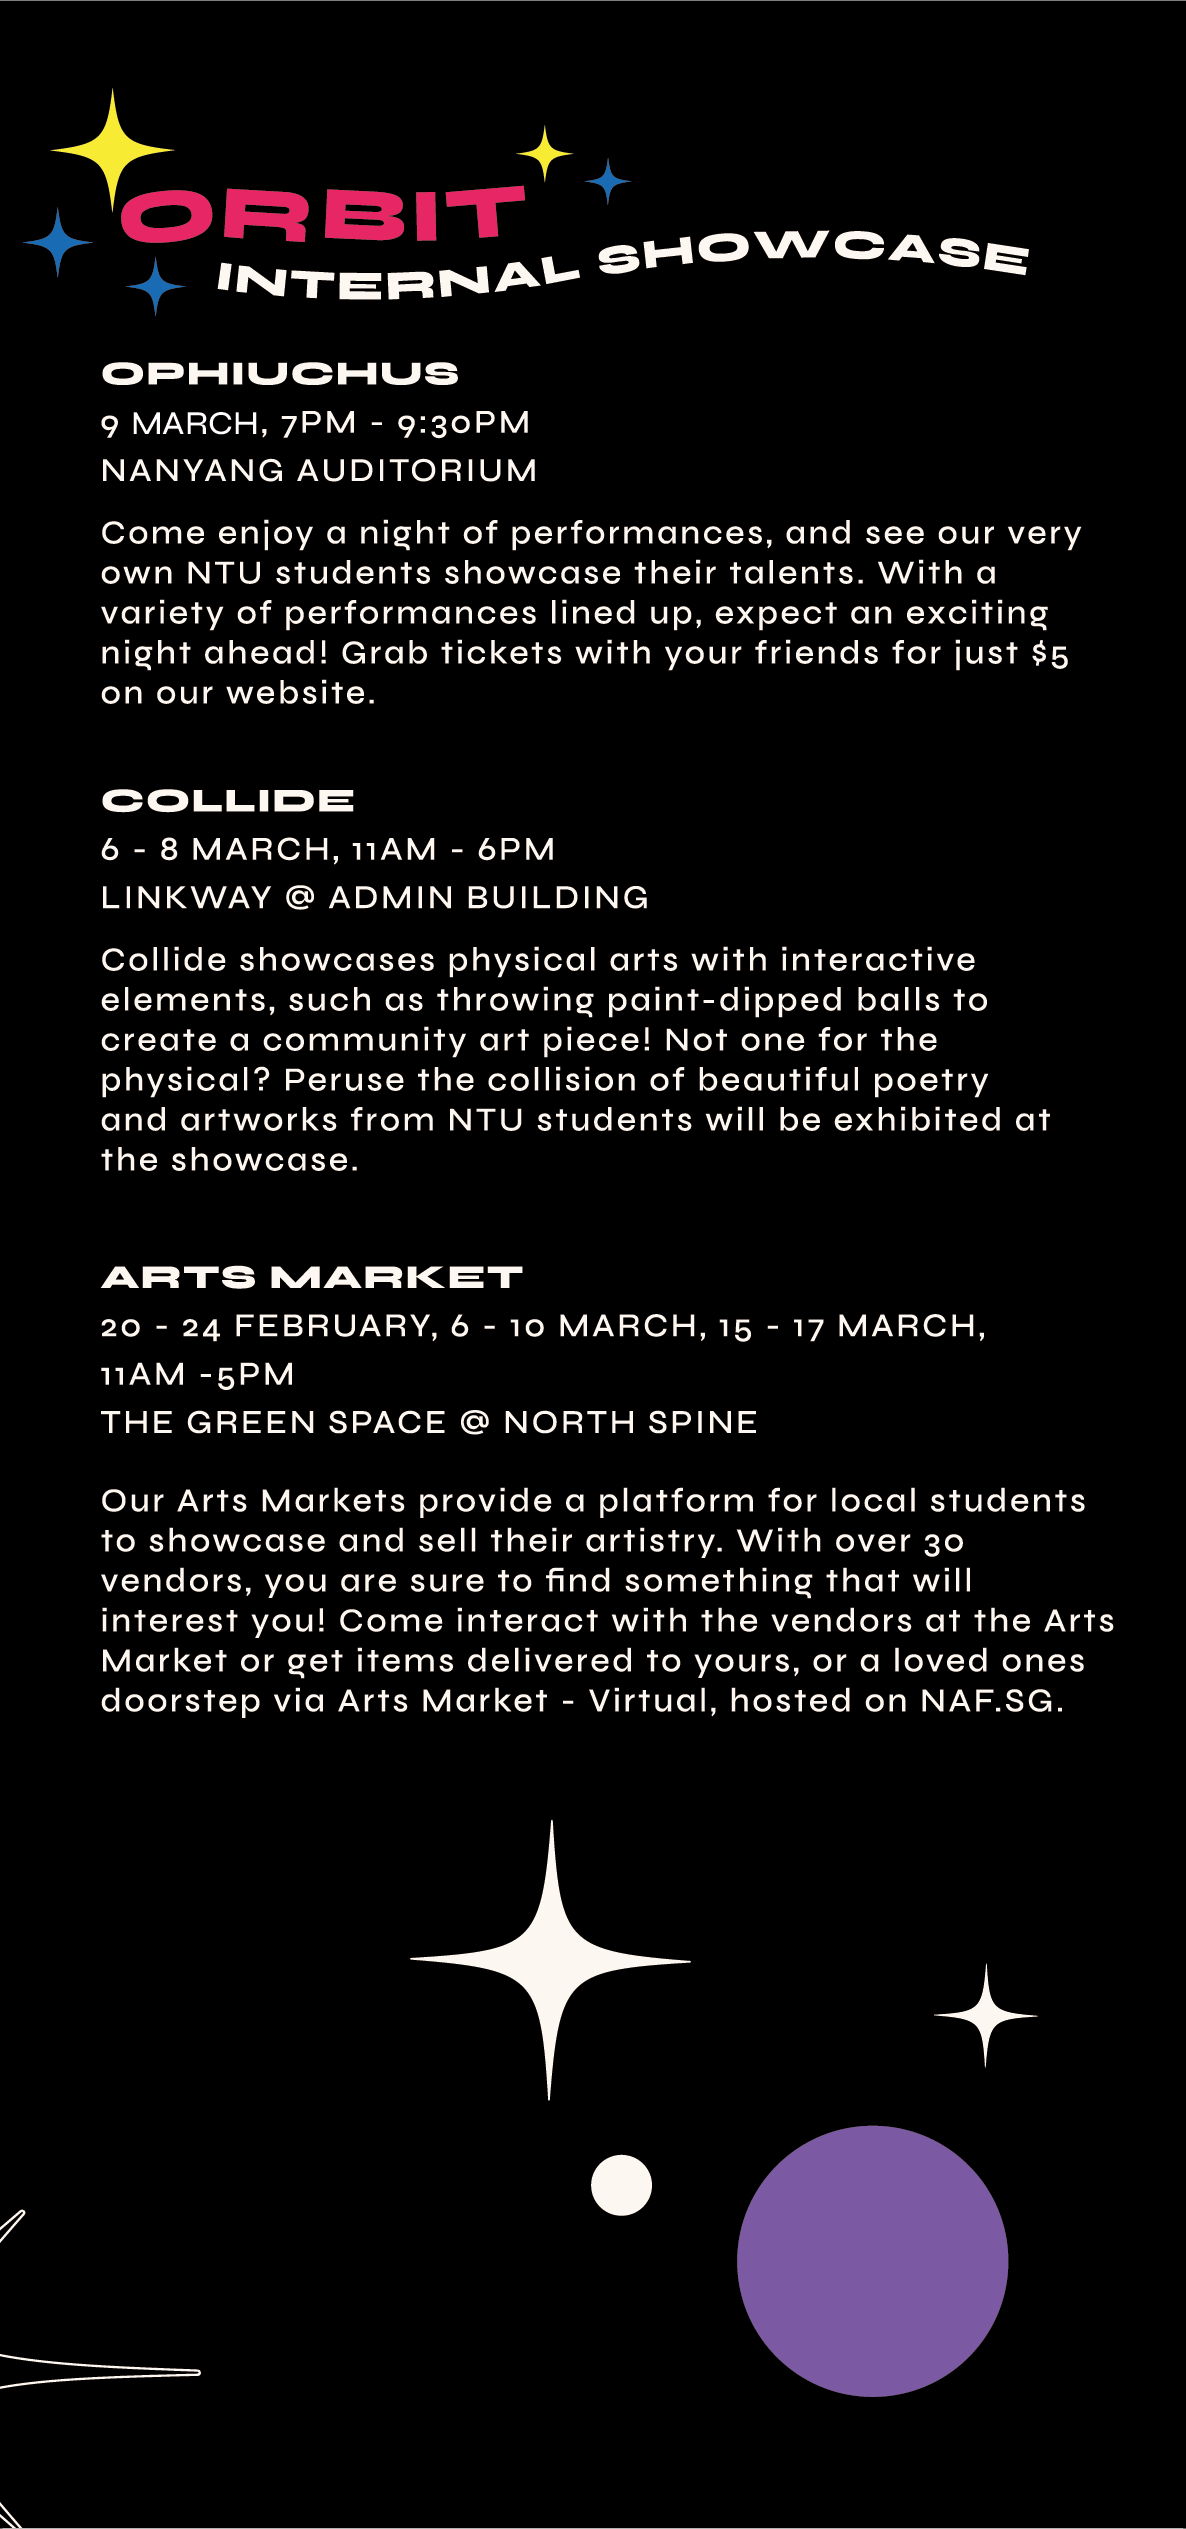 ORBIT
INTERNAL SHOWCASE
OPHIUCHUS
9 MARCH, 7PM - 9:30PM
NANYANG AUDITORIUM
Come enjoy a night of performances, and see our very
own NTU students showcase their talents. With a
variety of performances lined up, expect an exciting
night ahead! Grab tickets with your friends for just $5
on our website.
COLLIDE
6 - 8 MARCH, 11AM - 6PM
LINKWAY @ ADMIN BUILDING
Collide showcases physical arts with interactive
elements, such as throwing paint-dipped balls to
create a community art piece! Not one for the
physical? Peruse the collision of beautiful poetry
and artworks from NTU students will be exhibited at
the showcase.
ARTS MARKET
20 - 24 FEBRUARY, 6 - 10 MARCH, 15 - 17 MARCH,
11AM -5PM
THE GREEN SPACE @ NORTH SPINE
Our Arts Markets provide a platform for local students
to showcase and sell their artistry. With over 30
vendors, you are sure to find something that will
interest you! Come interact with the vendors at the Arts
Market or get items delivered to yours, or a loved ones
doorstep via Arts Market - Virtual, hosted on NAF.SG.